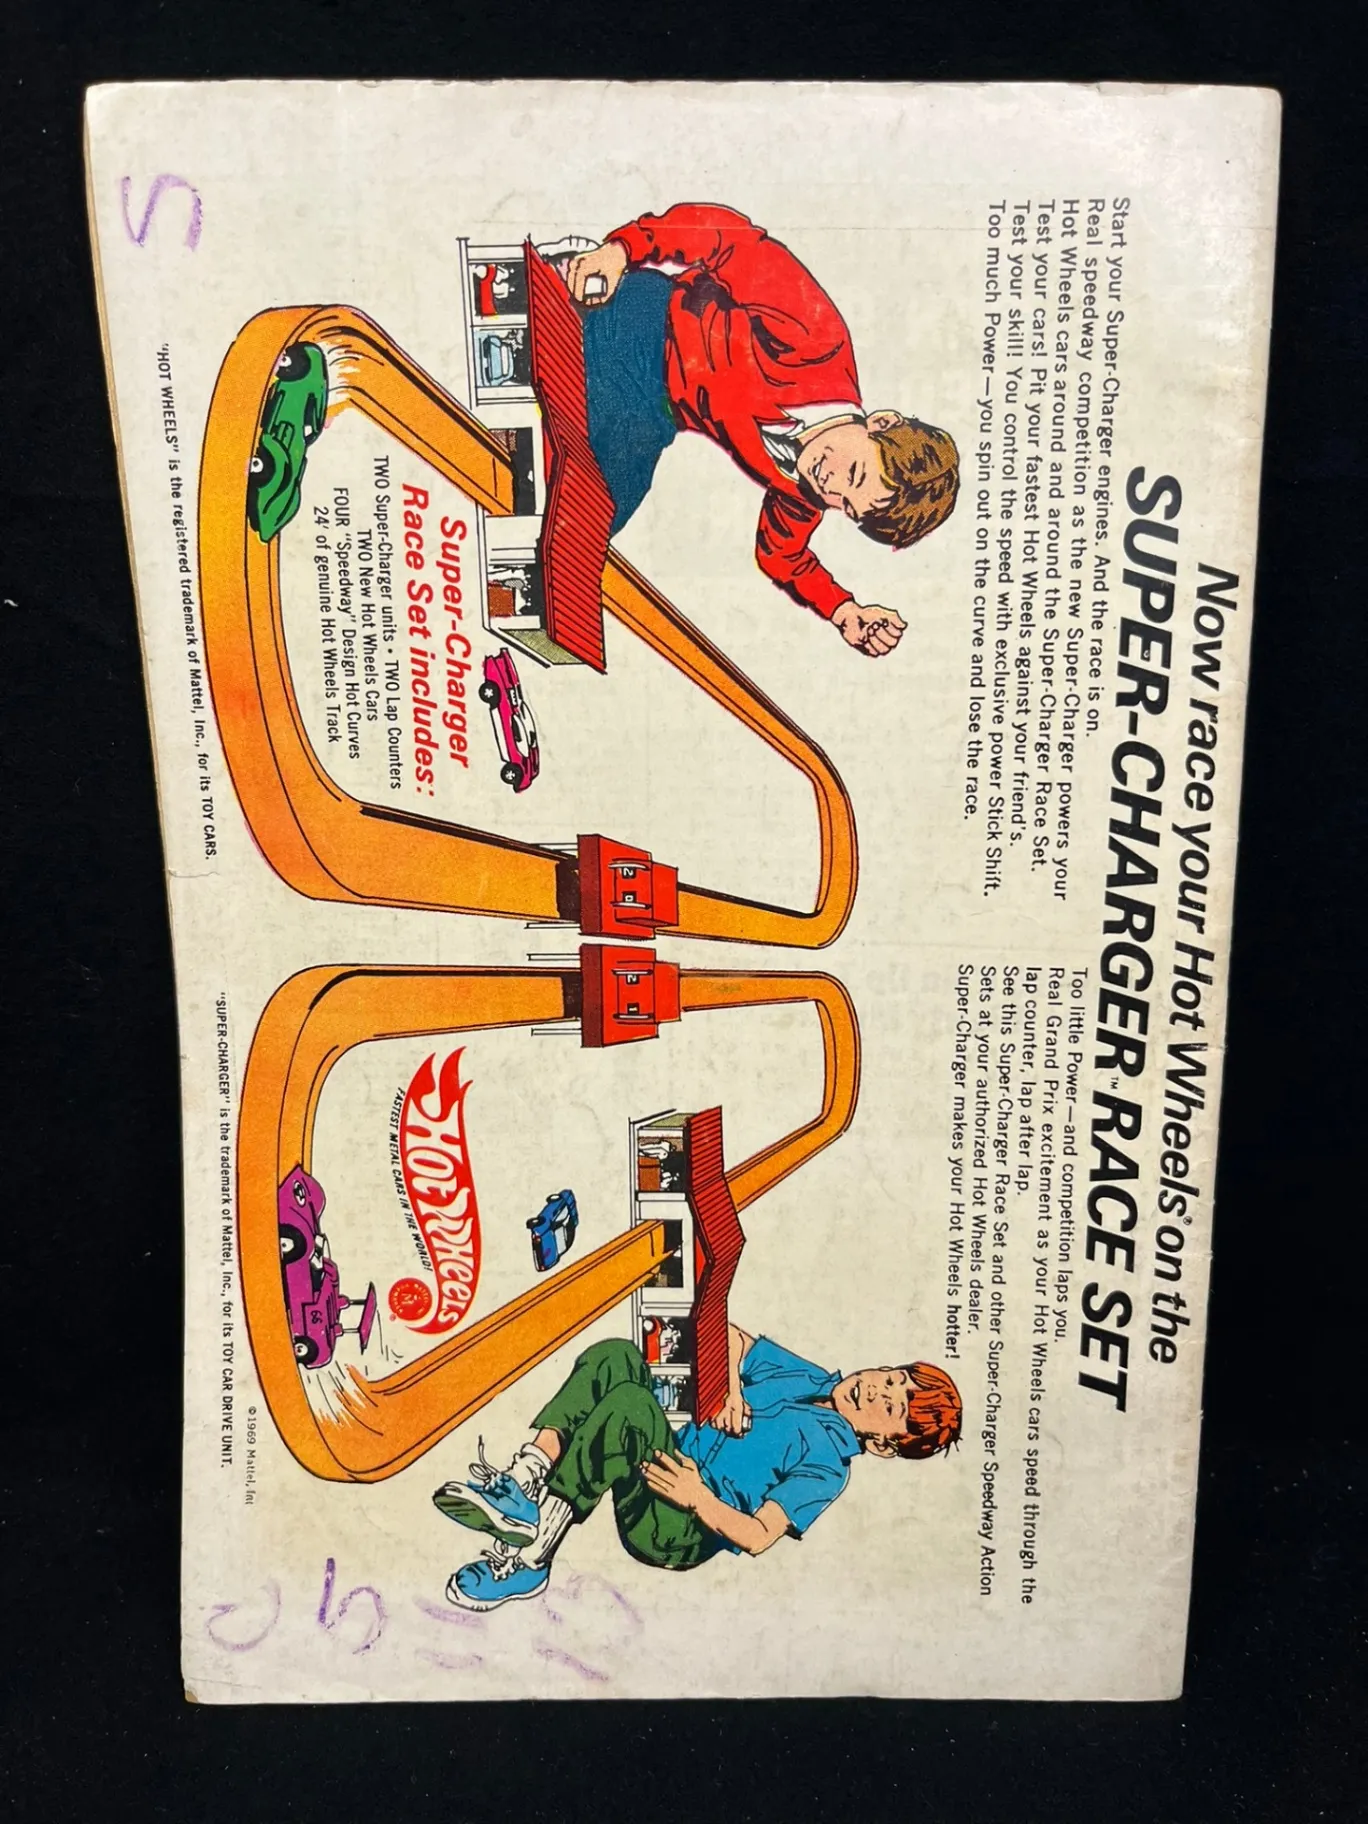 Now race your Hot Wheels® on the
SUPER-CHARGER™ RACE SET
Start your Super-Charger engines. And the race is on.
Real speedway competition as the new Super-Charger powers your
Hot Wheels cars around and around the Super-Charger Race Set.
Test your cars! Pit your fastest Hot Wheels against your friend's.
Test your skill! You control the speed with exclusive power Stick Shift.
Too much Power—you spin out on the curve and lose the race.
Too little Power—and competition laps you.
Real Grand Prix excitement as your Hot Wheels cars speed through the
lap counter, lap after lap.
See this Super-Charger Race Set and other Super-Charger Speedway Action
Sets at your authorized Hot Wheels dealer.
Super-Charger makes your Hot Wheels hotter!
2 0
2 1
Super-Charger
Race Set includes:
TWO Super-Charger units • TWO Lap Counters
TWO New Hot Wheels Cars
FOUR "Speedway" Design Hot Curves
24' of genuine Hot Wheels Track
HOT WHEELS
FASTEST METAL CARS IN THE WORLD!
M
®
66
"HOT WHEELS" is the registered trademark of Mattel, Inc., for its TOY CARS.
"SUPER-CHARGER" is the trademark of Mattel, Inc., for its TOY CAR DRIVE UNIT.
©1969 Mattel, Inc
S
13
11
5